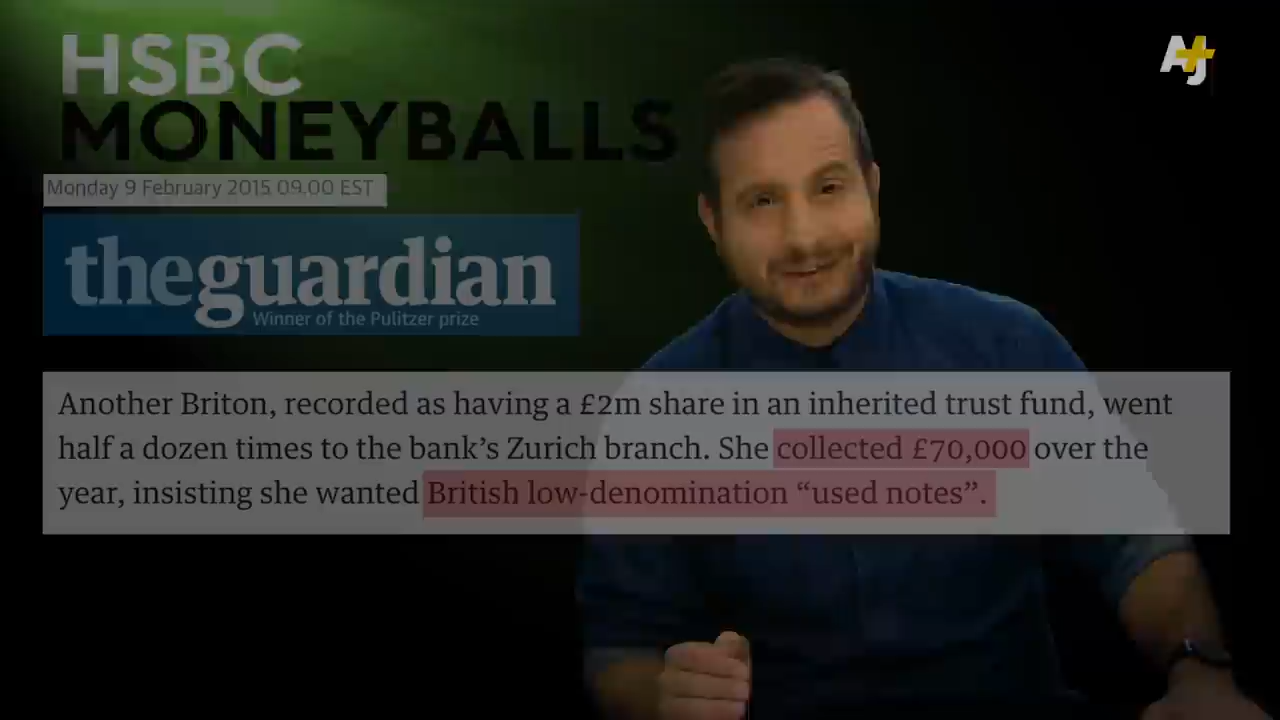 HSBC
MONEYBALLS
AJ+
Monday 9 February 2015 09.00 EST
theguardian
Winner of the Pulitzer prize
Another Briton, recorded as having a £2m share in an inherited trust fund, went
half a dozen times to the bank’s Zurich branch. She collected £70,000 over the
year, insisting she wanted British low-denomination “used notes”.